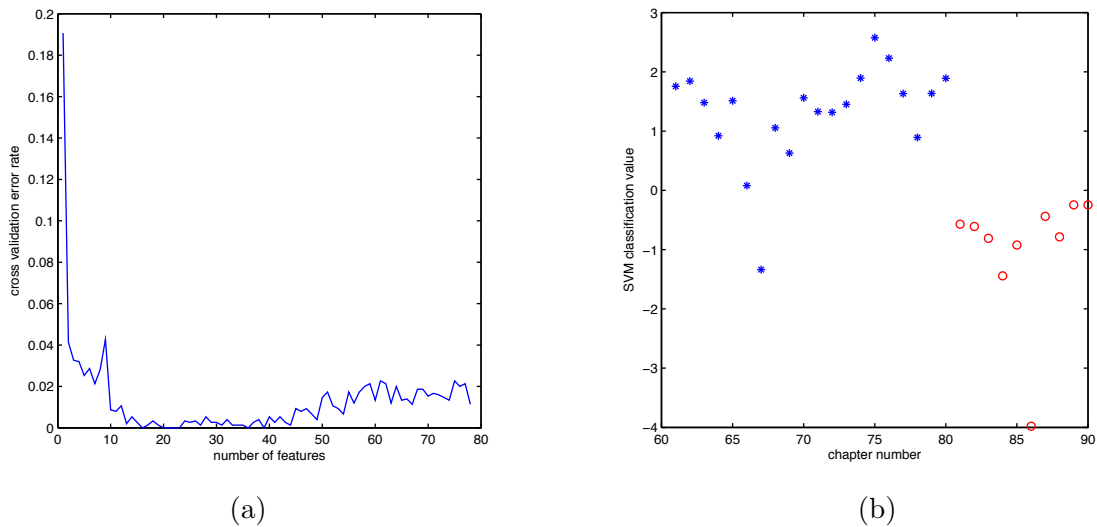 0.2
0.18
0.16
0.14
0.12
0.1
0.08
0.06
0.04
0.02
0
cross validation error rate
0 10 20 30 40 50 60 70 80
number of features
(a)
3
2
1
0
−1
−2
−3
−4
SVM classification value
60 65 70 75 80 85 90
chapter number
(b)